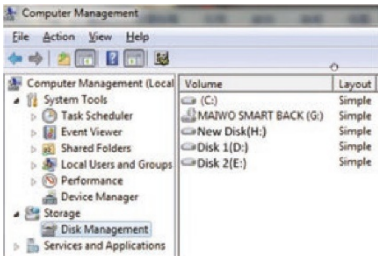 Computer Management
File Action View Help
Computer Management (Local
System Tools
Task Scheduler
Event Viewer
Shared Folders
Local Users and Groups
Performance
Device Manager
Storage
Disk Management
Services and Applications
Volume Layout
(C:) Simple
MAIWO SMART BACK (G:) Simple
New Disk(H:) Simple
Disk 1(D:) Simple
Disk 2(E:) Simple